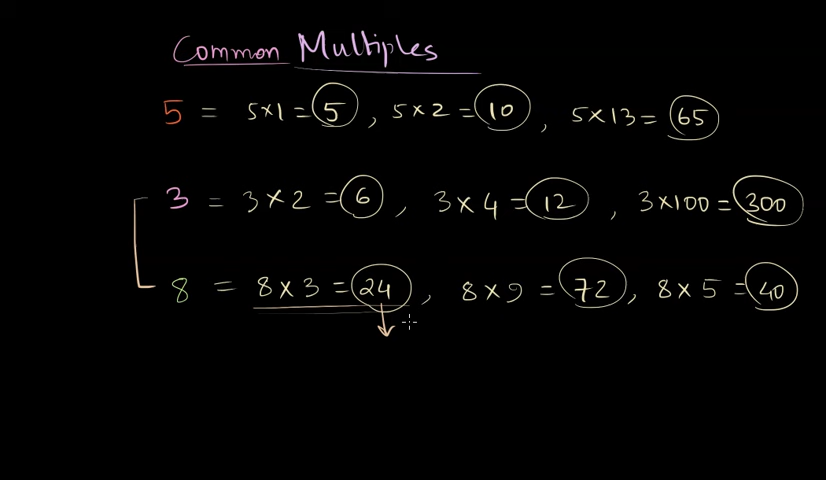 Common Multiples
5 = 5×1 = 5, 5×2 = 10, 5×13 = 65
3 = 3×2 = 6, 3×4 = 12, 3×100 = 300
8 = 8×3 = 24, 8×9 = 72, 8×5 = 40